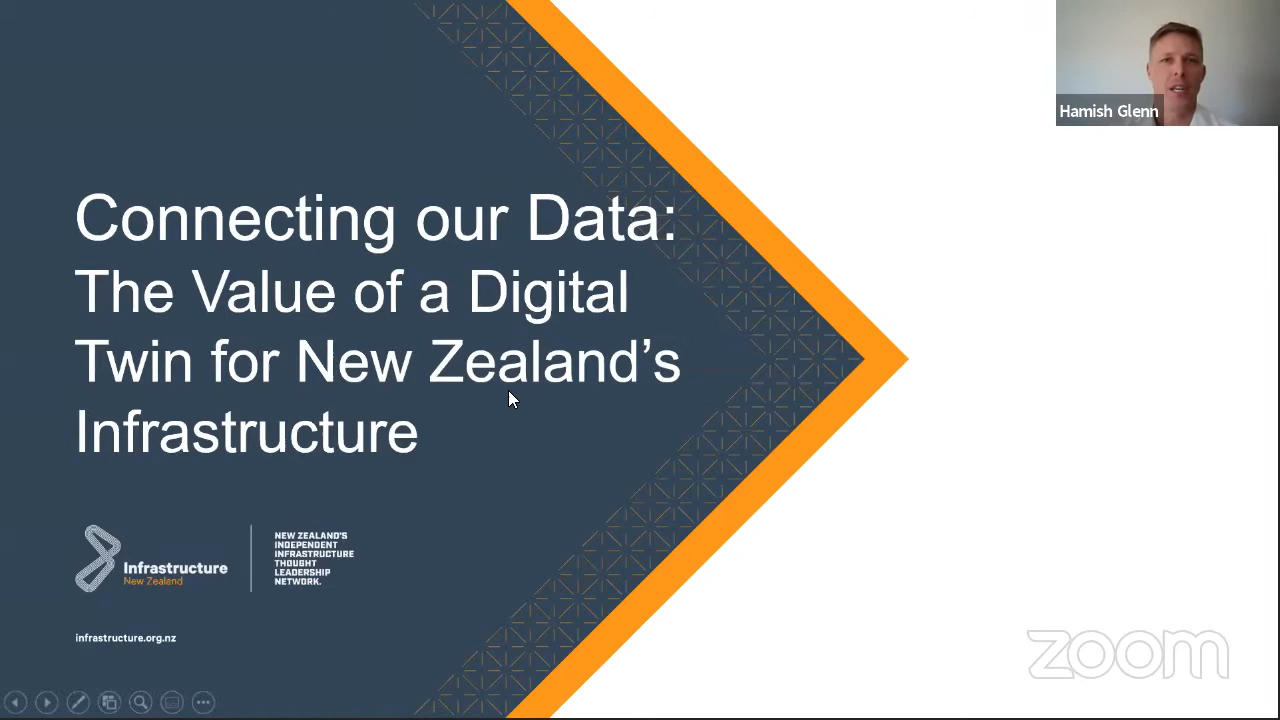 Connecting our Data:
The Value of a Digital
Twin for New Zealand’s
Infrastructure
Infrastructure
New Zealand
NEW ZEALAND'S
INDEPENDENT
INFRASTRUCTURE
THOUGHT
LEADERSHIP
NETWORK.
infrastructure.org.nz
Hamish Glenn
zoom